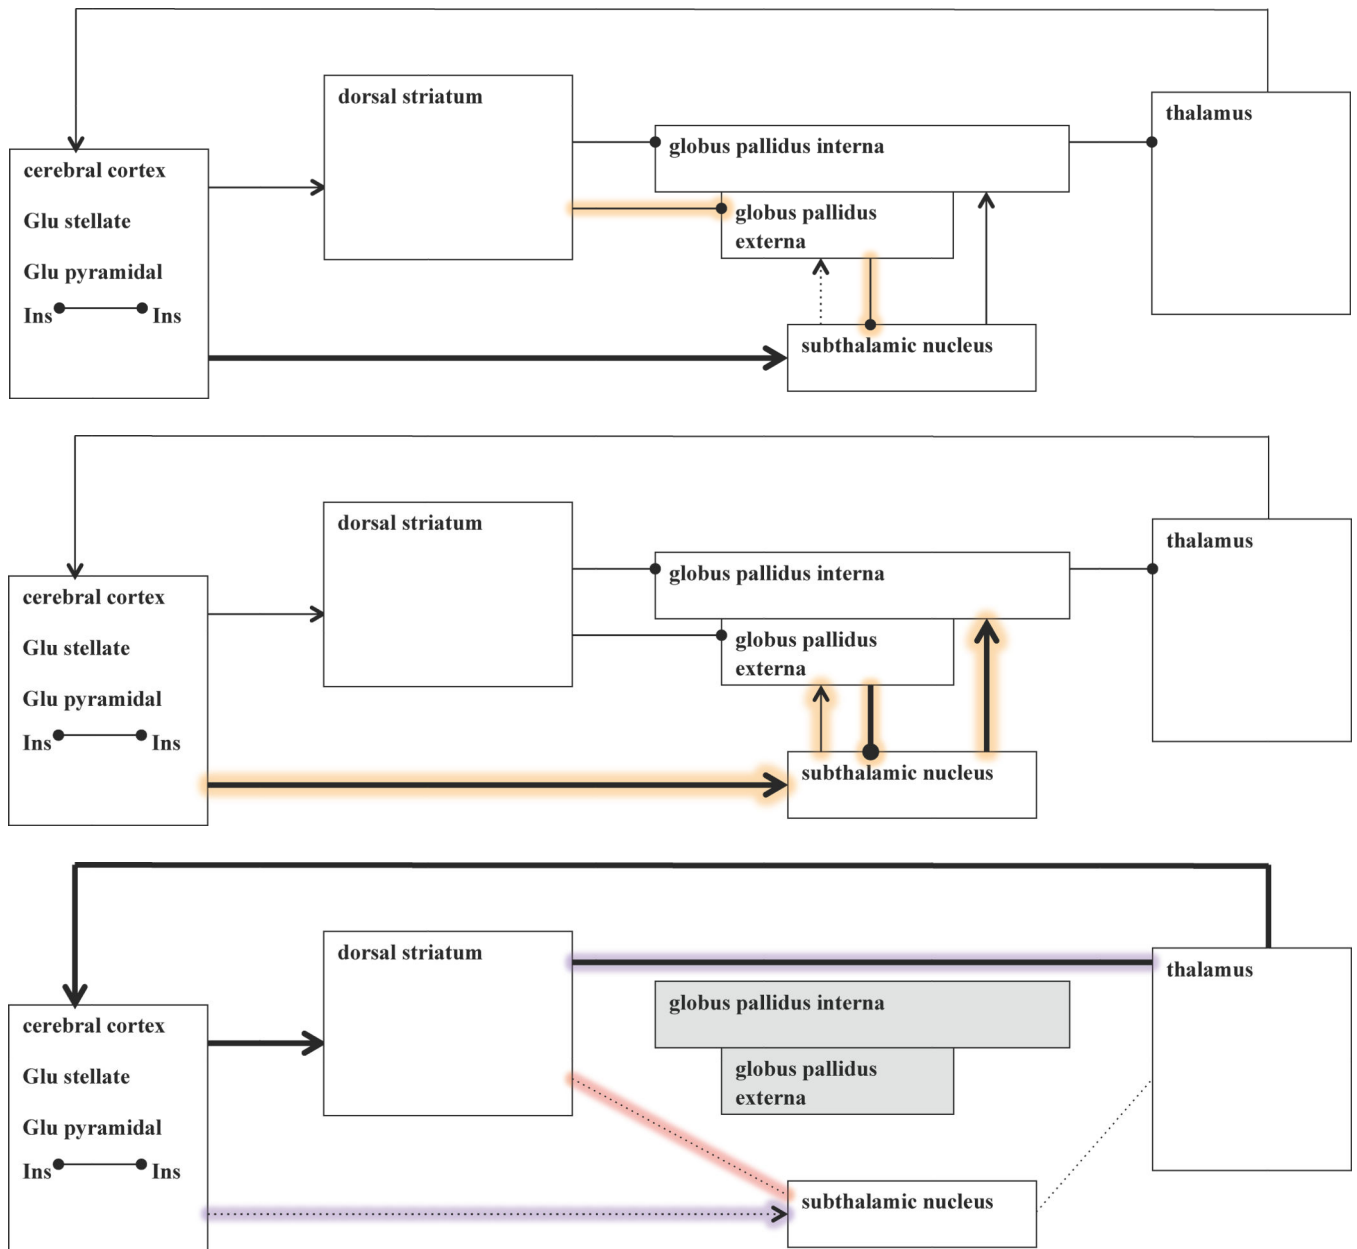 dorsal striatum
thalamus
globus pallidus interna
cerebral cortex
globus pallidus
externa
Glu stellate
Glu pyramidal
Ins Ins
subthalamic nucleus
dorsal striatum
thalamus
globus pallidus interna
cerebral cortex
globus pallidus
externa
Glu stellate
Glu pyramidal
Ins Ins
subthalamic nucleus
dorsal striatum
thalamus
globus pallidus interna
cerebral cortex
globus pallidus
externa
Glu stellate
Glu pyramidal
Ins Ins
subthalamic nucleus